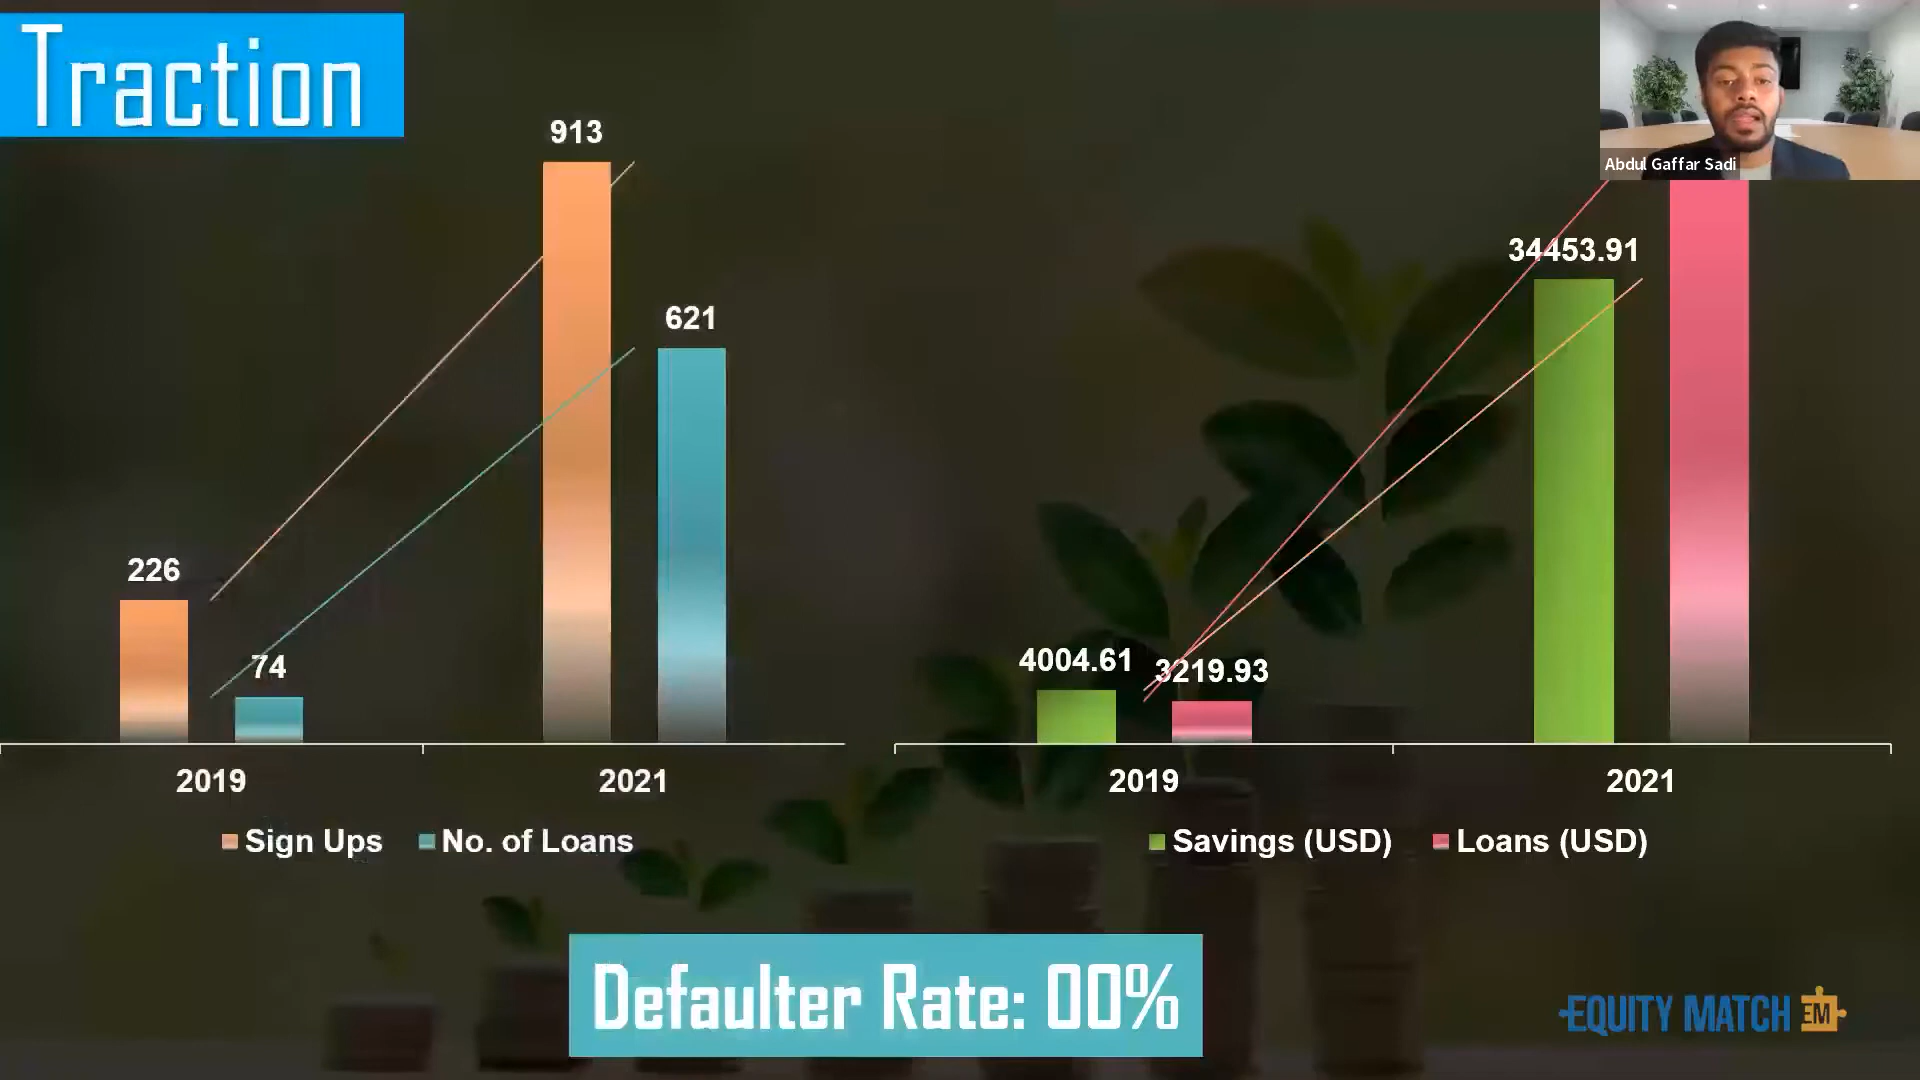 Traction
Abdul Gaffar Sadi
913
621
226
74
2019
2021
Sign Ups
No. of Loans
34453.91
4004.61
3219.93
2019
2021
Savings (USD)
Loans (USD)
Defaulter Rate: 00%
EQUITY MATCH EM